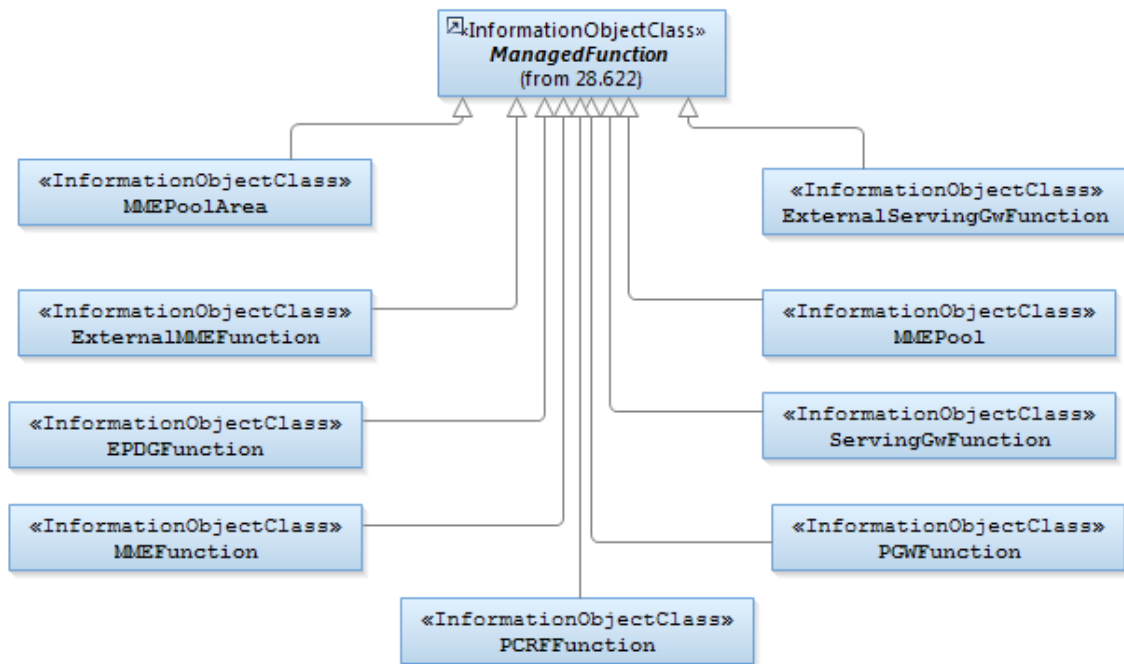 «InformationObjectClass»
ManagedFunction
(from 28.622)
«InformationObjectClass»
MMEPoolArea
«InformationObjectClass»
ExternalServingGwFunction
«InformationObjectClass»
ExternalMMEFunction
«InformationObjectClass»
MMEPool
«InformationObjectClass»
EPDGFunction
«InformationObjectClass»
ServingGwFunction
«InformationObjectClass»
MMEFunction
«InformationObjectClass»
PGWFunction
«InformationObjectClass»
PCRFFunction